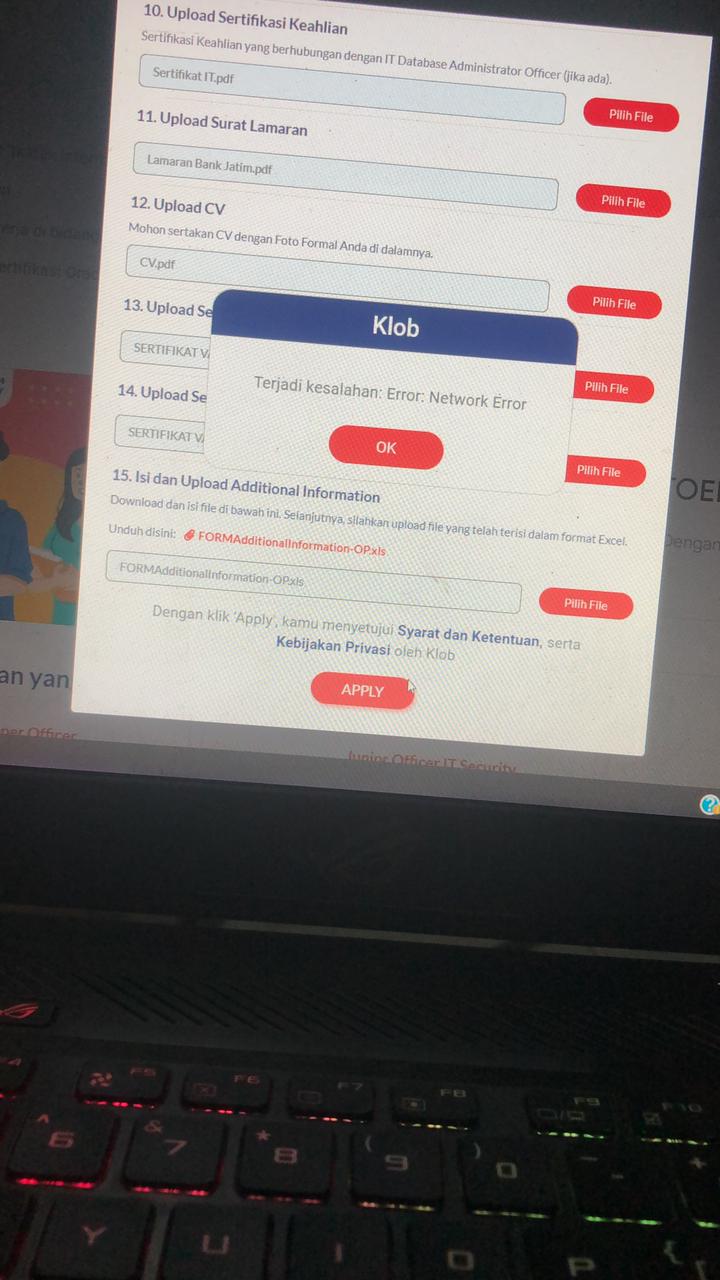 10. Upload Sertifikasi Keahlian
Sertifikasi Keahlian yang berhubungan dengan IT Database Administrator Officer (jika ada).
Sertifikat IT.pdf
Pilih File
11. Upload Surat Lamaran
Lamaran Bank Jatim.pdf
Pilih File
12. Upload CV
Mohon sertakan CV dengan Foto Formal Anda di dalamnya.
CV.pdf
Pilih File
13. Upload Se
SERTIFIKAT VA
Pilih File
14. Upload Se
SERTIFIKAT VA
Pilih File
Klob
Terjadi kesalahan: Error: Network Error
OK
15. Isi dan Upload Additional Information
Download dan isi file di bawah ini. Selanjutnya, silahkan upload file yang telah terisi dalam format Excel.
Unduh disini: FORMAdditionalInformation-OP.xls
FORMAdditionalInformation-OP.xls
Pilih File
Dengan klik 'Apply', kamu menyetujui Syarat dan Ketentuan, serta
Kebijakan Privasi oleh Klob
APPLY
TOE
Dengan
an yan
per Officer
Junior Officer IT Security
F5 F6 F7 F8 F9 F10
^ 6 & 7 * 8 ( 9 ) 0 _ - +
Y U I O P {